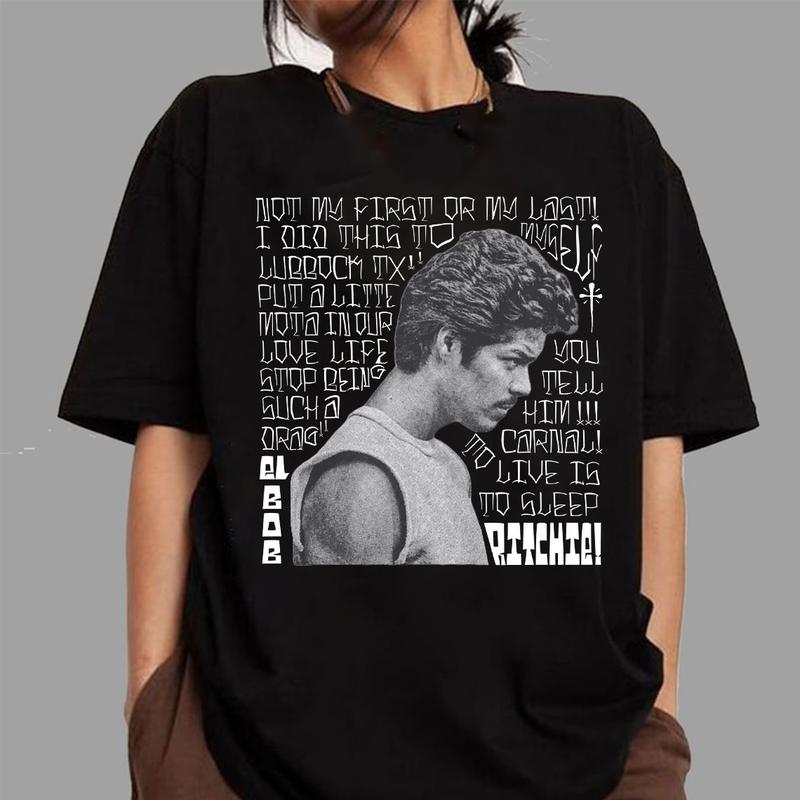 NOT MY FIRST OR MY LAST!
I DID THIS TO MYSELF
LUBBOCK TX!!
PUT A LITTE
MOTA IN OUR
LOVE LIFE
STOP BEING
SUCH A
DRAG!!
EL
BOB
YOU
TELL
HIM !!!
CARNAL!
TO LIVE IS
TO SLEEP
RITCHIE!